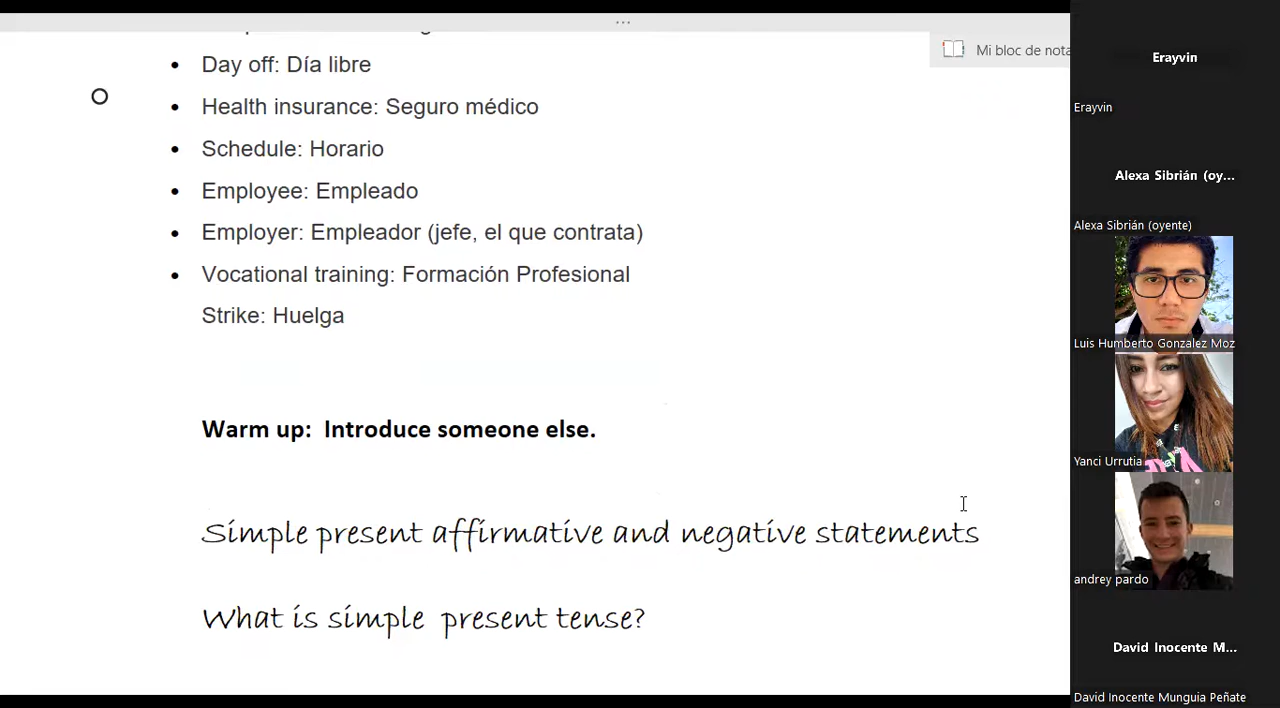 ...
Mi bloc de nota
Day off: Día libre
Health insurance: Seguro médico
Schedule: Horario
Employee: Empleado
Employer: Empleador (jefe, el que contrata)
Vocational training: Formación Profesional
Strike: Huelga
Warm up: Introduce someone else.
Simple present affirmative and negative statements
What is simple present tense?
Erayvin
Erayvin
Alexa Sibrián (oy...
Alexa Sibrián (oyente)
Luis Humberto Gonzalez Moz
Yanci Urrutia
andrey pardo
David Inocente M...
David Inocente Munguia Peñate